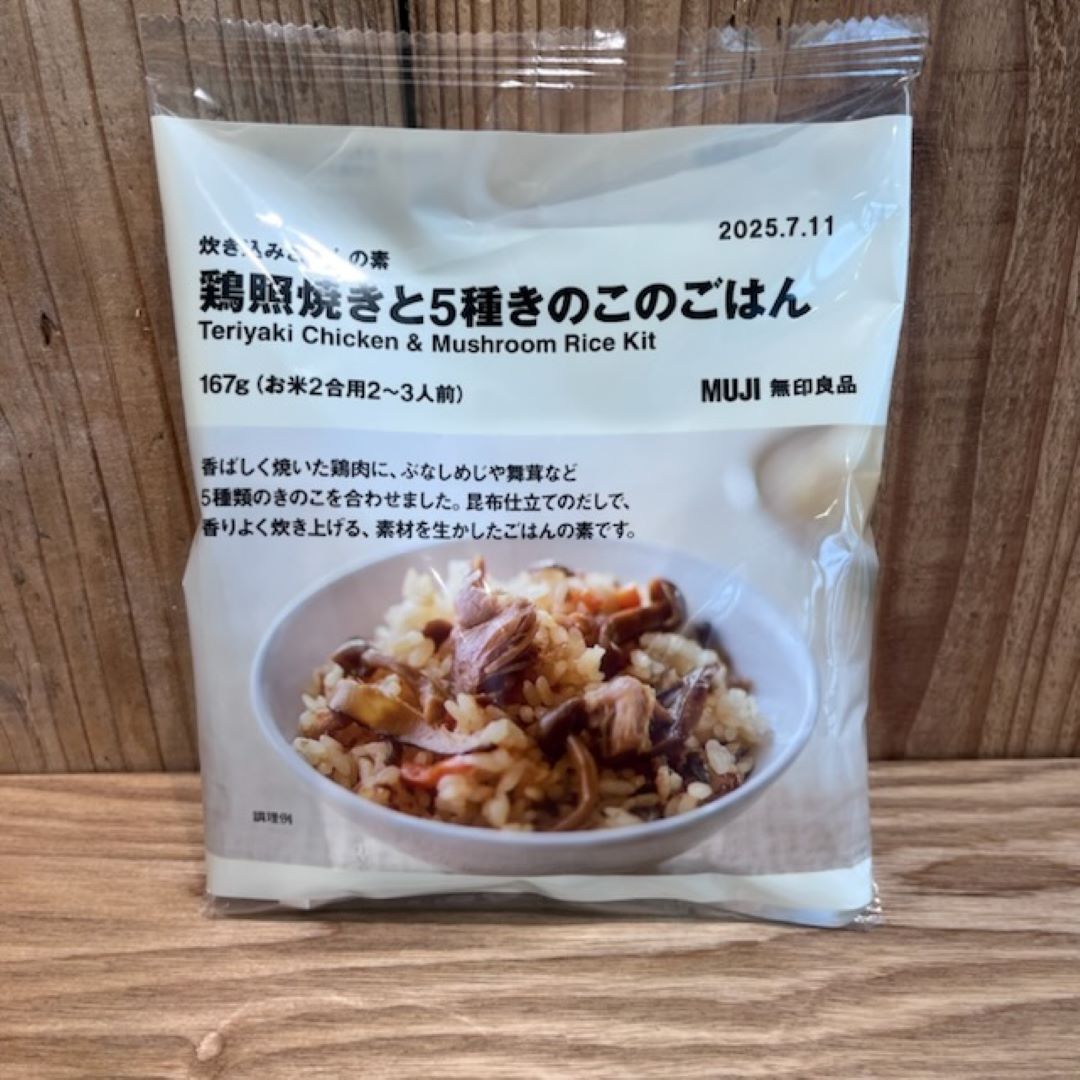 2025.7.11
炊き込みごはんの素
鶏照焼きと5種きのこのごはん
Teriyaki Chicken & Mushroom Rice Kit
167g（お米2合用2〜3人前）
MUJI 無印良品
香ばしく焼いた鶏肉に、ぶなしめじや舞茸など
5種類のきのこを合わせました。昆布仕立てのだしで、
香りよく炊き上げる、素材を生かしたごはんの素です。
調理例